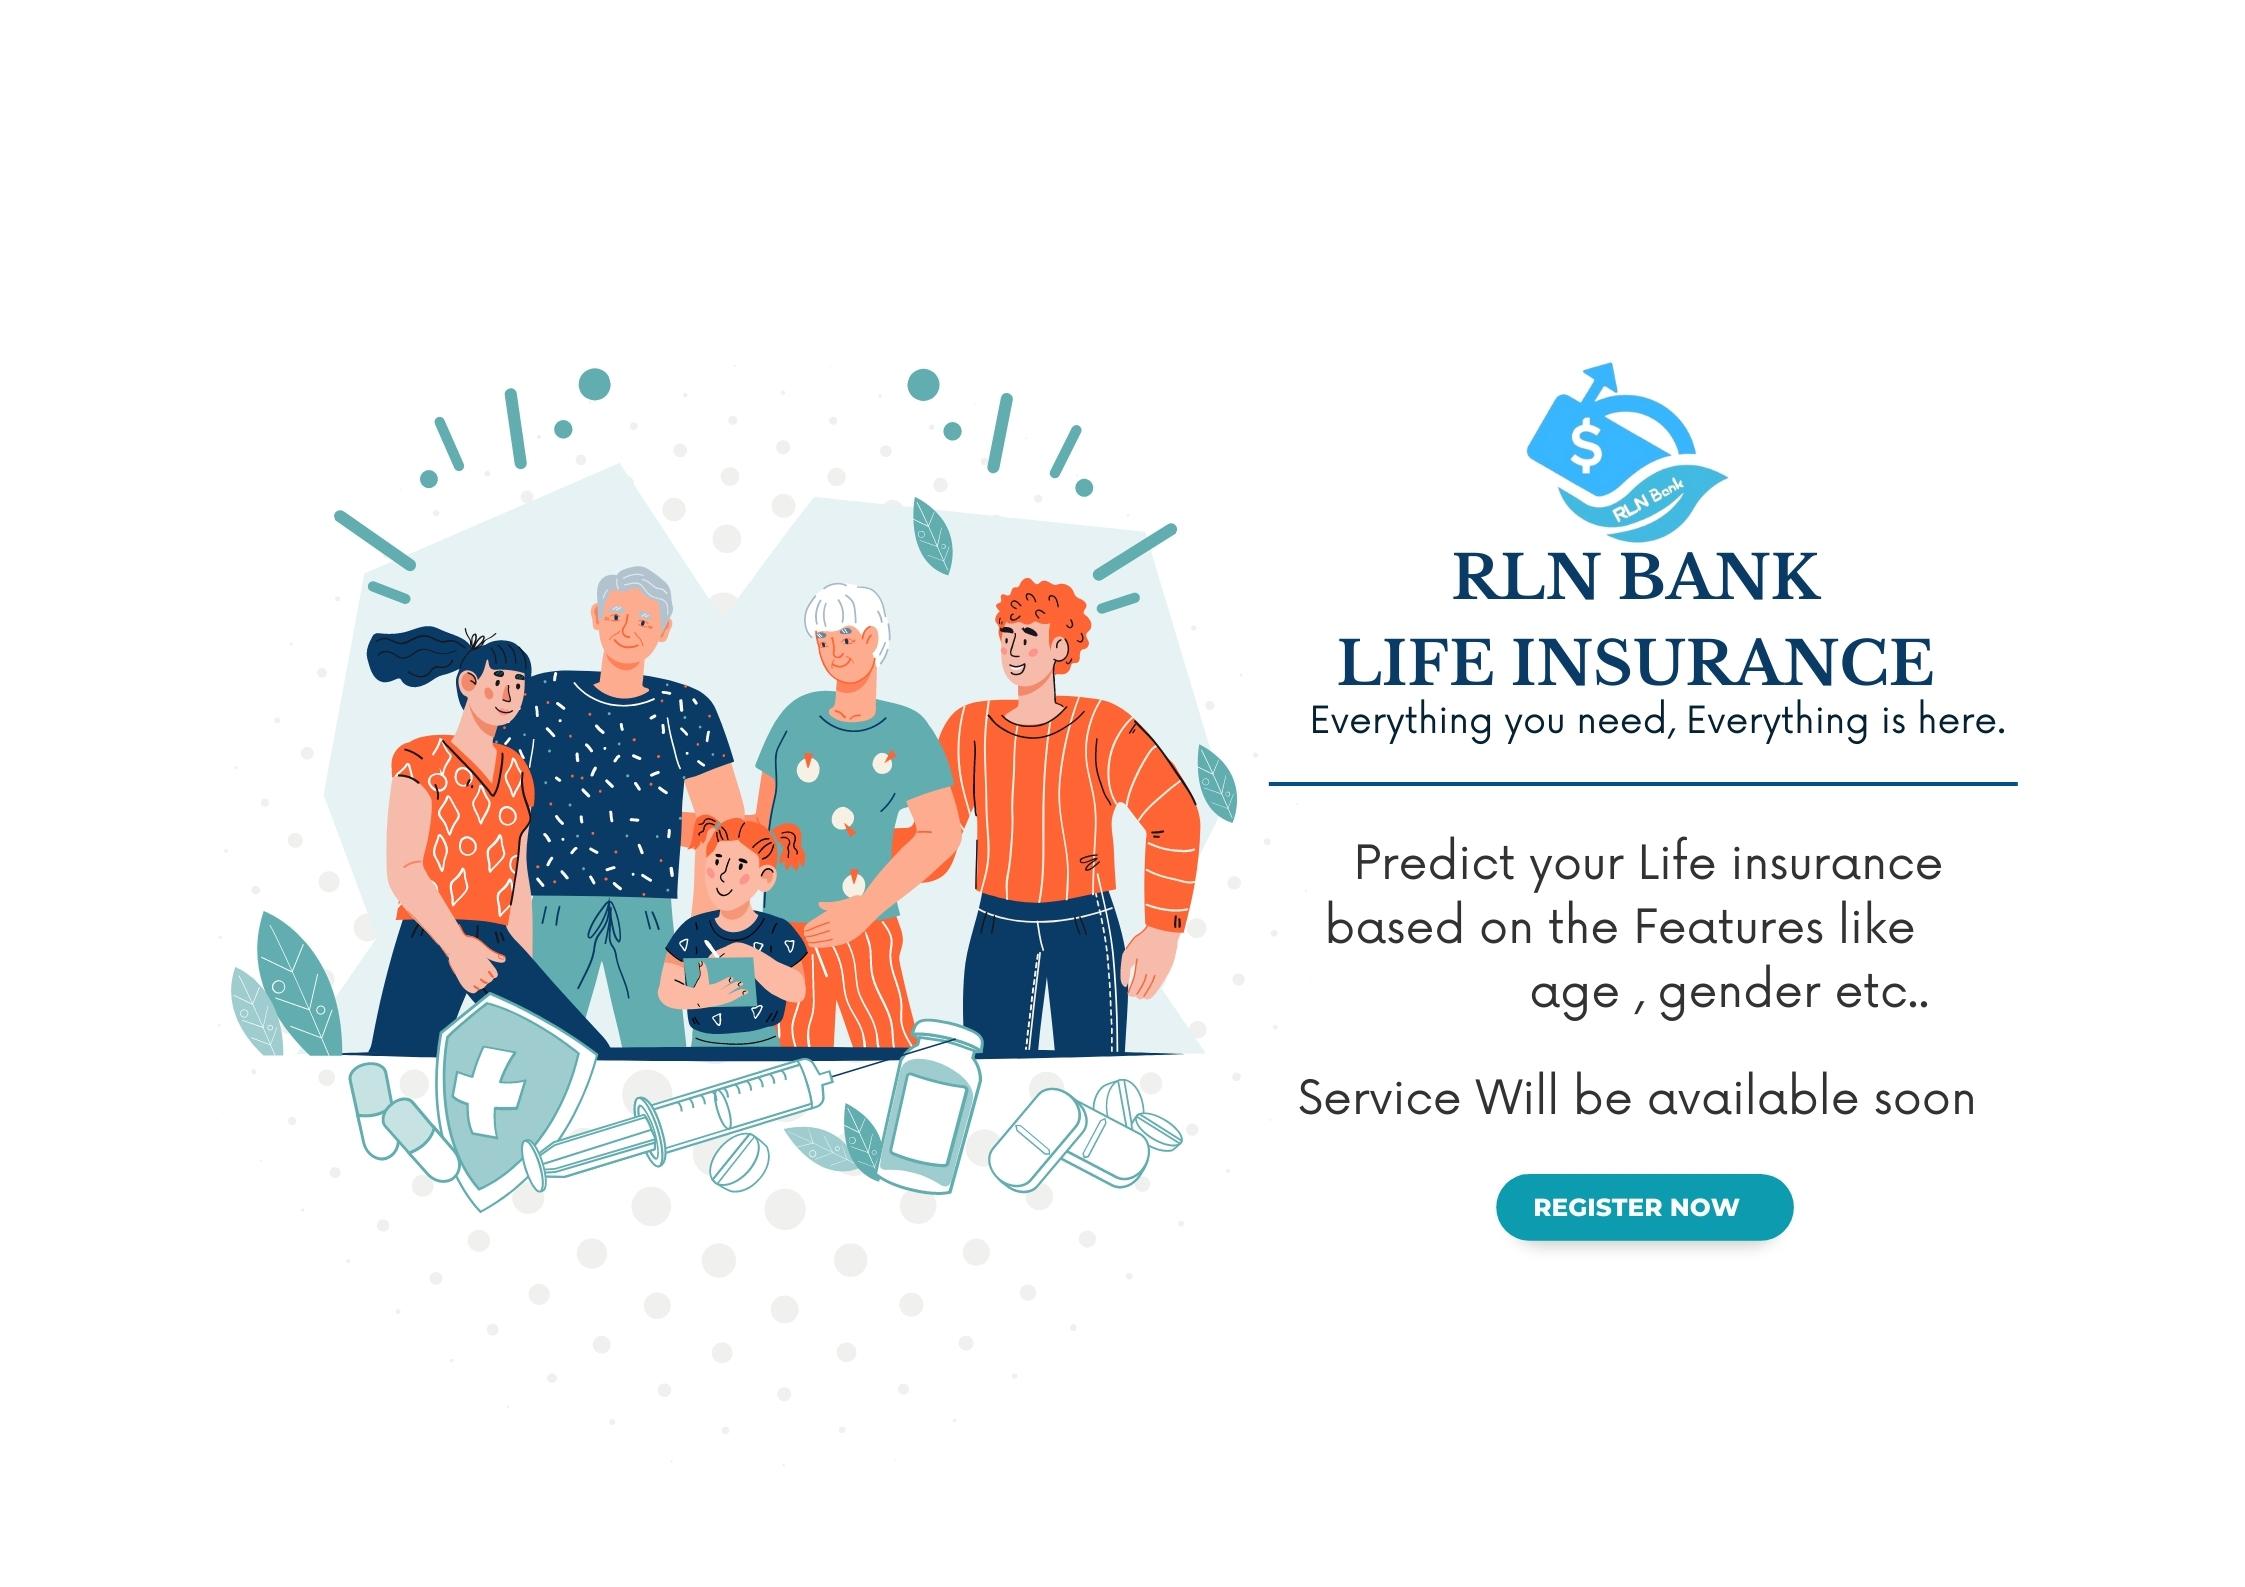 $
RLN Bank
RLN BANK
LIFE INSURANCE
Everything you need, Everything is here.
Predict your Life insurance
based on the Features like
age , gender etc..
Service Will be available soon
REGISTER NOW